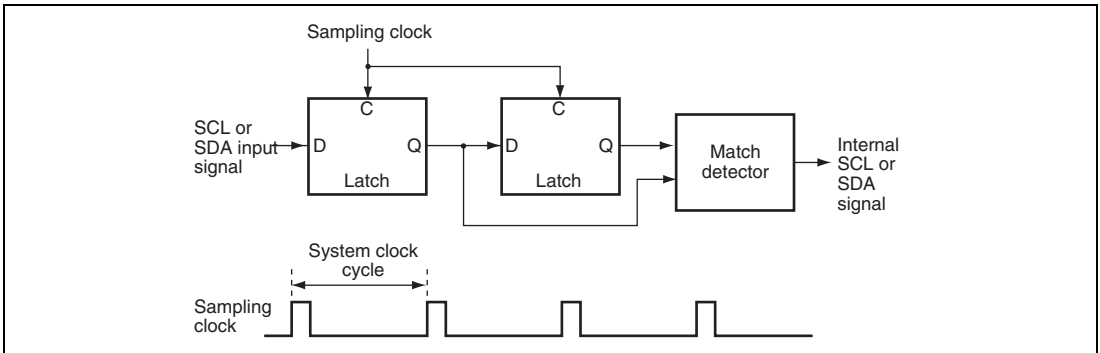 Sampling clock
C
C
SCL or
SDA input
signal
D
Q
D
Q
Latch
Latch
Match
detector
Internal
SCL or
SDA
signal
System clock
cycle
Sampling
clock